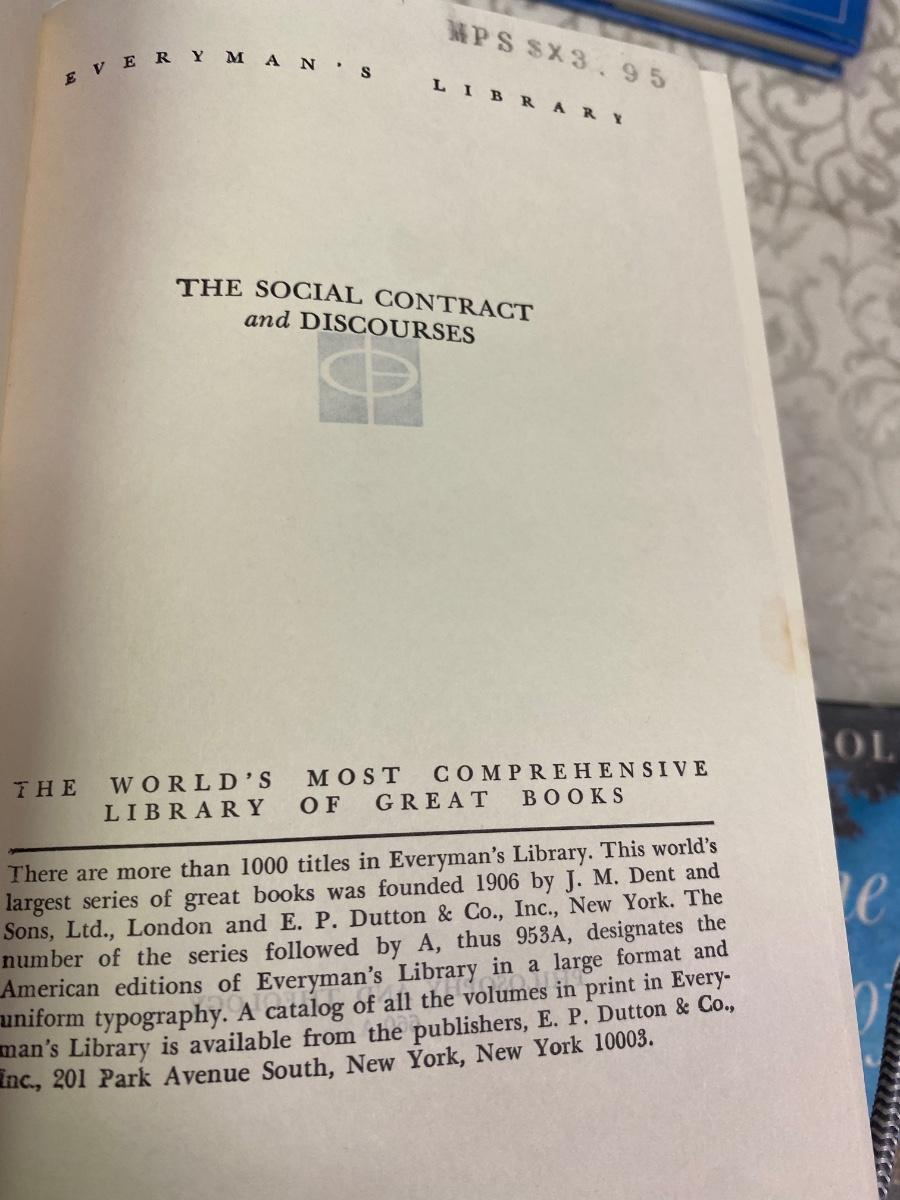 MPS $X3.95
EVERYMAN'S LIBRARY
THE SOCIAL CONTRACT
and DISCOURSES
THE WORLD'S MOST COMPREHENSIVE
LIBRARY OF GREAT BOOKS
There are more than 1000 titles in Everyman's Library. This world's
largest series of great books was founded 1906 by J. M. Dent and
Sons, Ltd., London and E. P. Dutton & Co., Inc., New York. The
number of the series followed by A, thus 953A, designates the
American editions of Everyman's Library in a large format and
uniform typography. A catalog of all the volumes in print in Every-
man's Library is available from the publishers, E. P. Dutton & Co.,
Inc., 201 Park Avenue South, New York, New York 10003.
OL